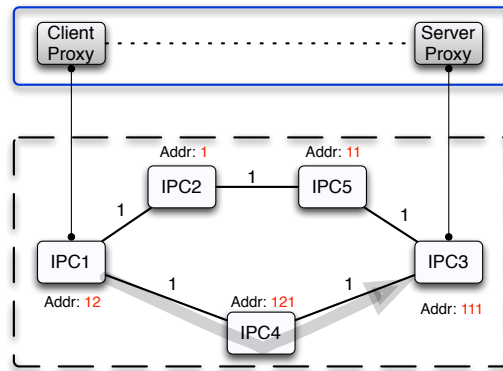 Client
Proxy
Server
Proxy
Addr: 1
Addr: 11
IPC2
1
IPC5
1
1
IPC1
IPC3
1
1
Addr: 12
Addr: 121
Addr: 111
IPC4